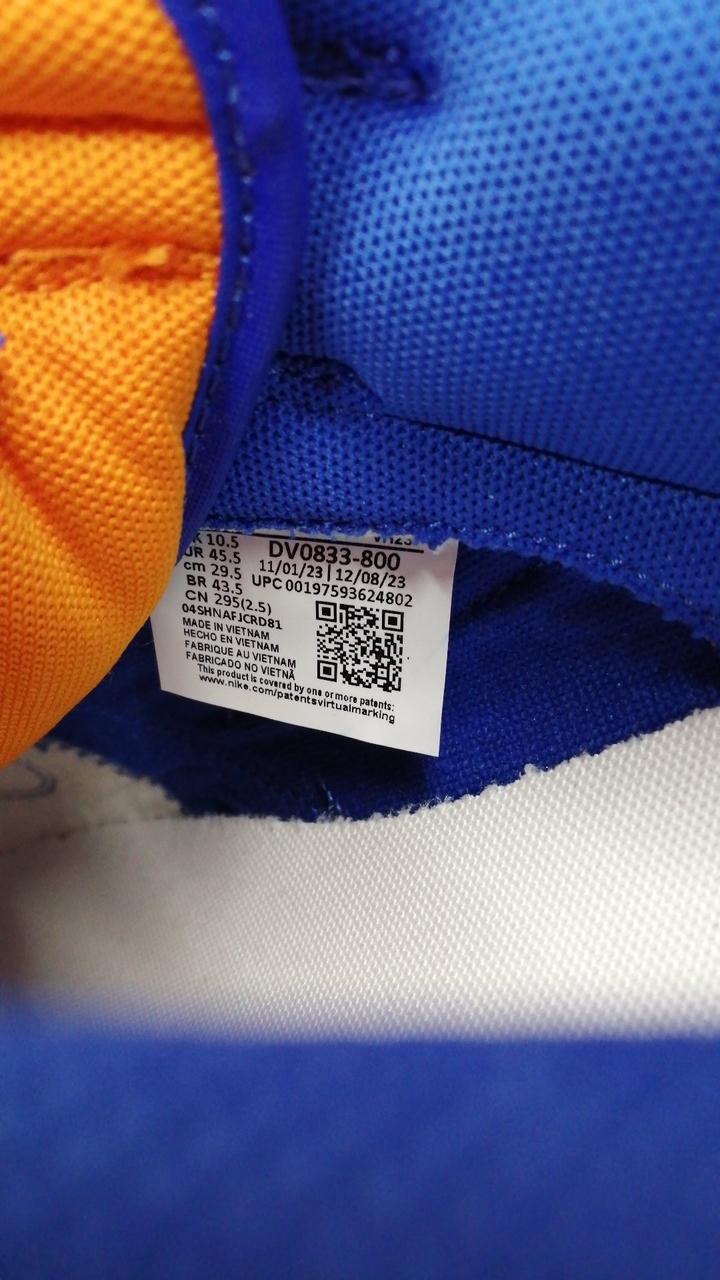 10.5
45.5
cm 29.5
BR 43.5
CN 295(2.5)
04SHNAFJCRD81
DV0833-800
11/01/23 | 12/08/23
UPC 00197593624802
MADE IN VIETNAM
HECHO EN VIETNAM
FABRIQUE AU VIETNAM
FABRICADO NO VIETNÃ
This product is covered by one or more patents:
www.nike.com/patentsvirtualmarking